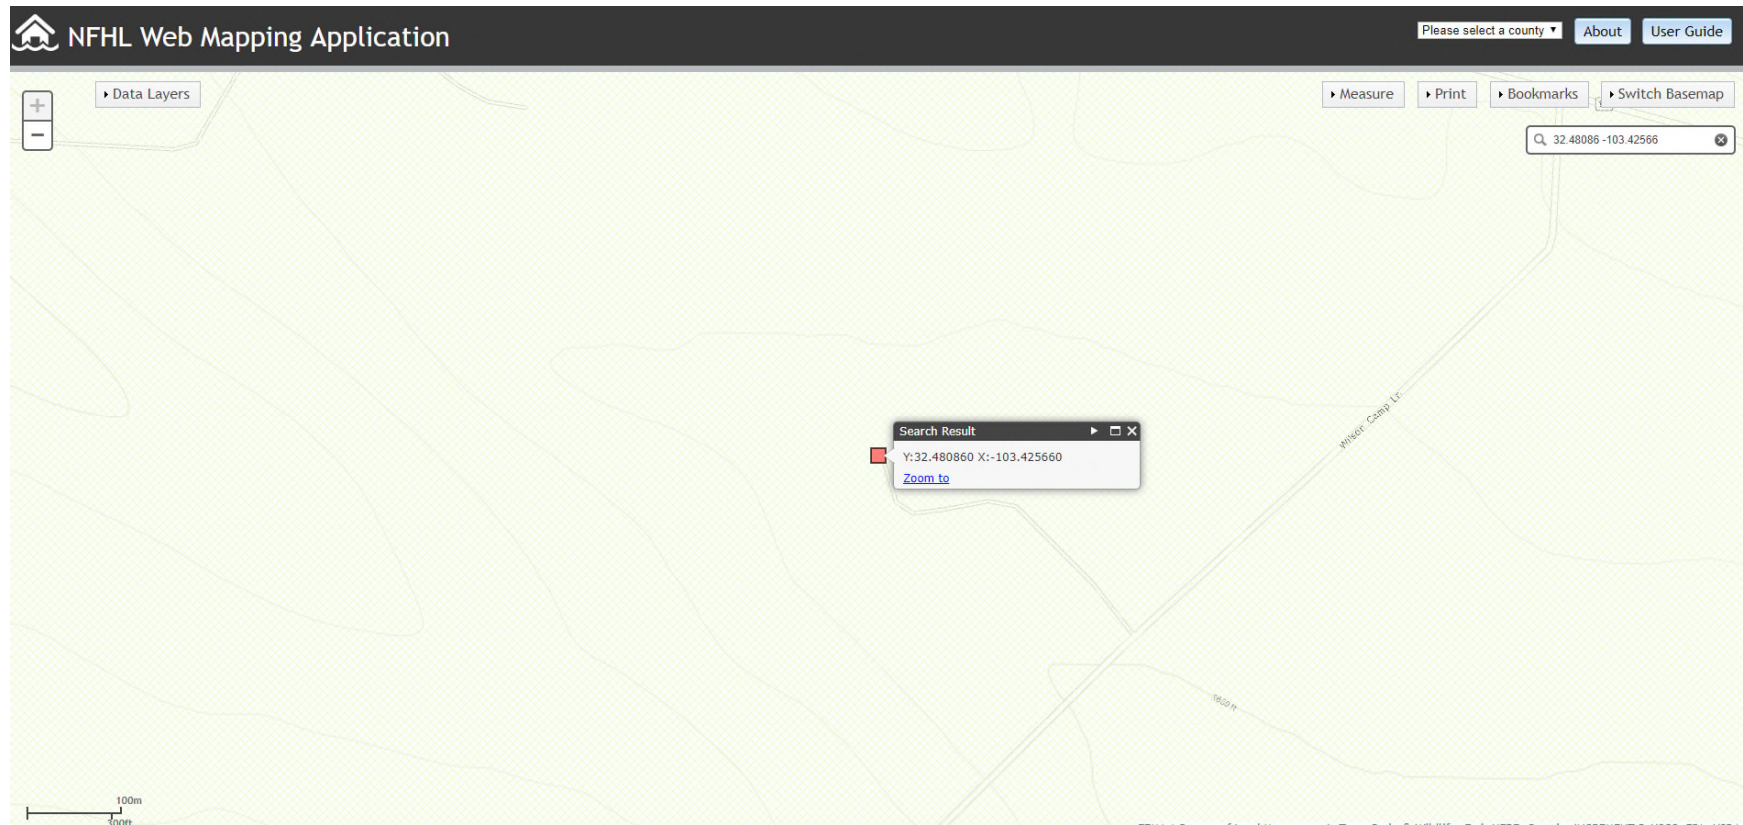 NFHL Web Mapping Application
Please select a county
About
User Guide
+
Data Layers
Measure
Print
Bookmarks
Switch Basemap
−
32.48086 -103.42566
Wilson Camp Ln
Search Result
Y:32.480860 X:-103.425660
Zoom to
100m
300ft